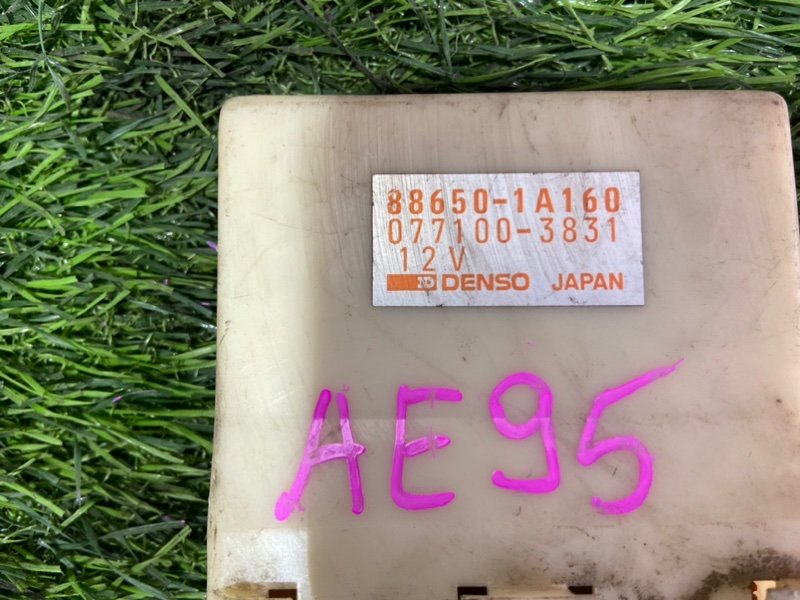 88650-1A160
077100-3831
12V
DENSO JAPAN
AE95